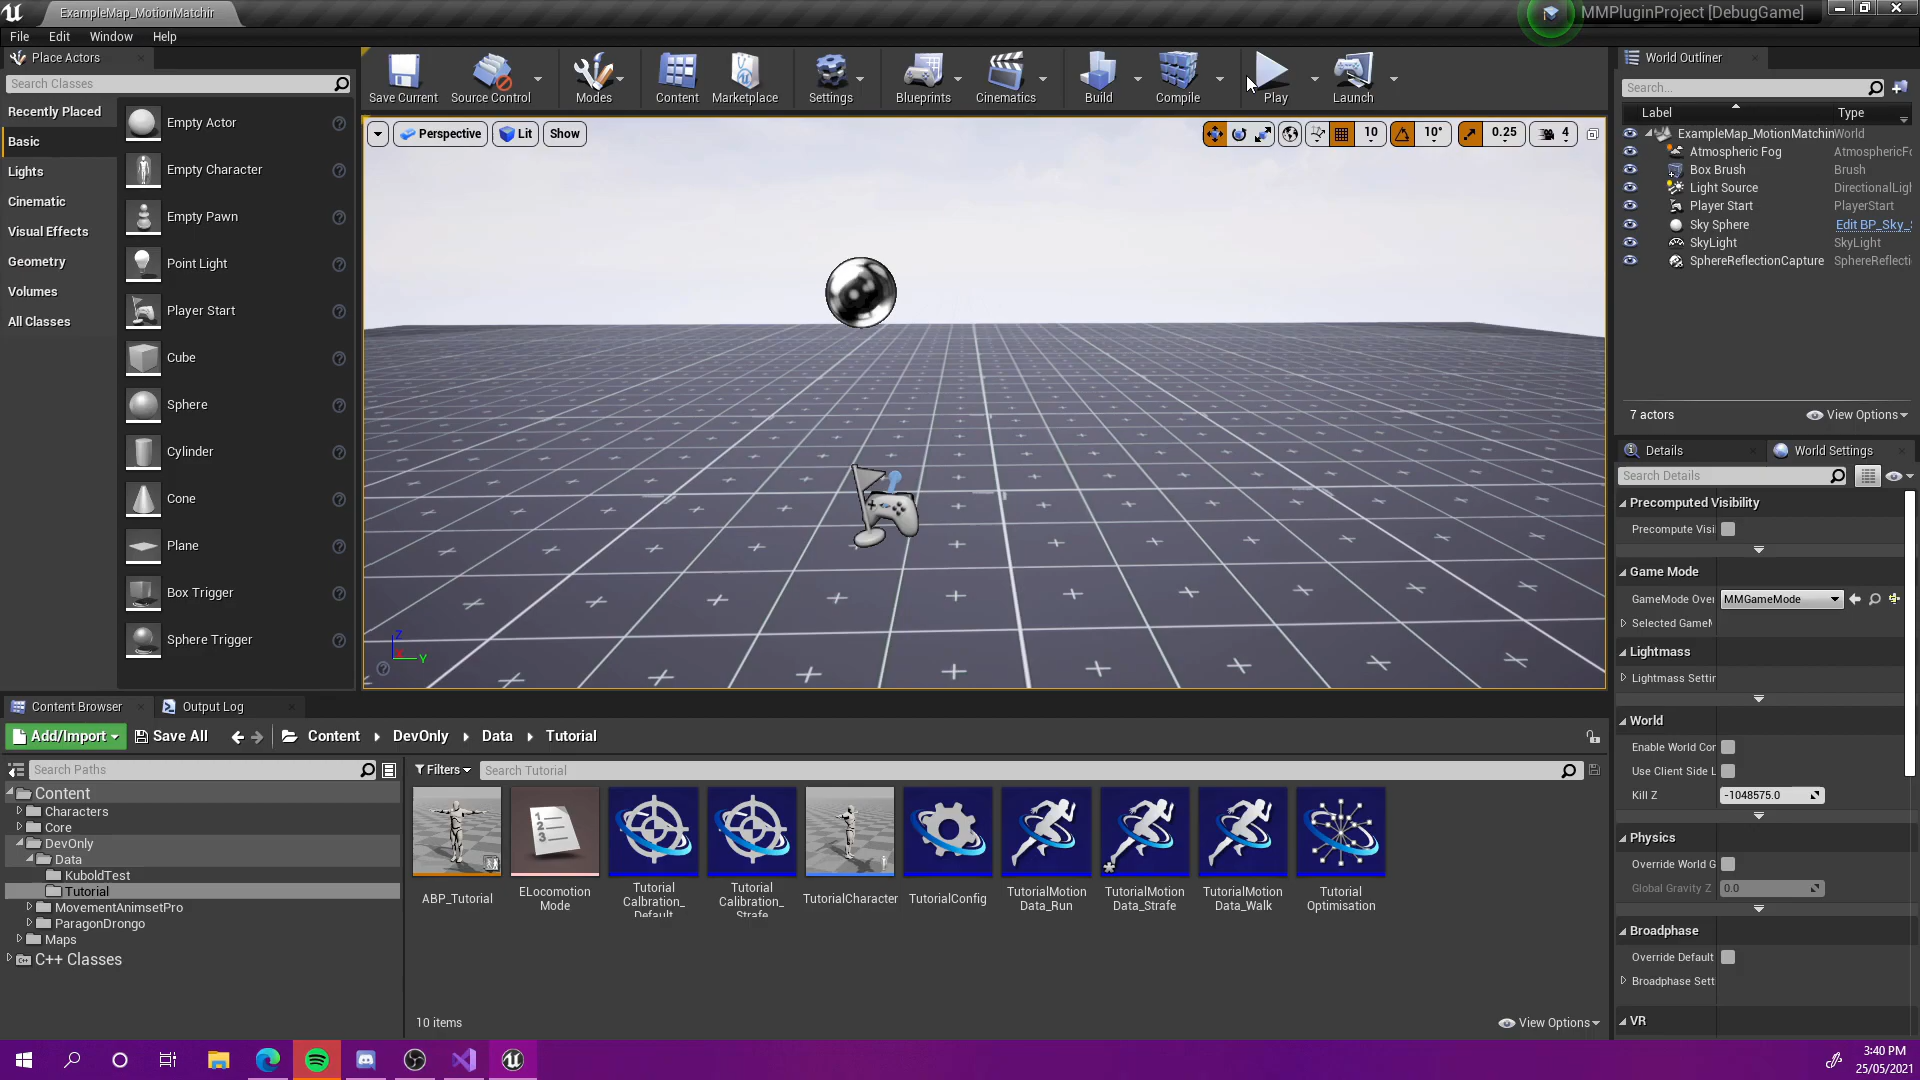 ExampleMap_MotionMatchir
MMPluginProject [DebugGame]
File Edit Window Help
Place Actors
Search Classes
Recently Placed
Basic
Lights
Cinematic
Visual Effects
Geometry
Volumes
All Classes
Empty Actor
Empty Character
Empty Pawn
Point Light
Player Start
Cube
Sphere
Cylinder
Cone
Plane
Box Trigger
Sphere Trigger
Save Current Source Control Modes Content Marketplace Settings Blueprints Cinematics Build Compile Play Launch
Perspective Lit Show
10 10° 0.25 4
Z
X
Y
World Outliner
Search...
Label Type
ExampleMap_MotionMatchin World
Atmospheric Fog AtmosphericFo
Box Brush Brush
Light Source DirectionalLigh
Player Start PlayerStart
Sky Sphere Edit BP_Sky_S
SkyLight SkyLight
SphereReflectionCapture SphereReflecti
7 actors View Options
Details World Settings
Search Details
Precomputed Visibility
Precompute Visi
Game Mode
GameMode Over MMGameMode
Selected GameM
Lightmass
Lightmass Settir
World
Enable World Cor
Use Client Side L
Kill Z -1048575.0
Physics
Override World G
Global Gravity Z 0.0
Broadphase
Override Default
Broadphase Sett
VR
Content Browser Output Log
Add/Import Save All Content DevOnly Data Tutorial
Search Paths
Filters Search Tutorial
Content
Characters
Core
DevOnly
Data
KuboldTest
Tutorial
MovementAnimsetPro
ParagonDrongo
Maps
C++ Classes
ABP_Tutorial
ELocomotion
Mode
Tutorial
Calbration_
Default
Tutorial
Calibration_
Strafe
TutorialCharacter
TutorialConfig
TutorialMotion
Data_Run
TutorialMotion
Data_Strafe
TutorialMotion
Data_Walk
Tutorial
Optimisation
10 items View Options
3:40 PM
25/05/2021